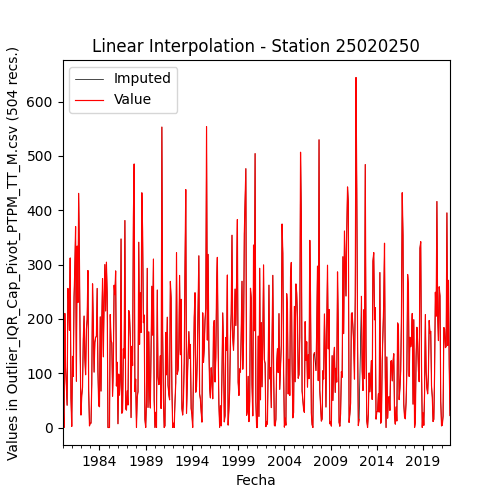 Linear Interpolation - Station 25020250
Imputed
Value
Values in Outlier_IQR_Cap_Pivot_PTPM_TT_M.csv (504 recs.)
600
500
400
300
200
100
0
1984 1989 1994 1999 2004 2009 2014 2019
Fecha